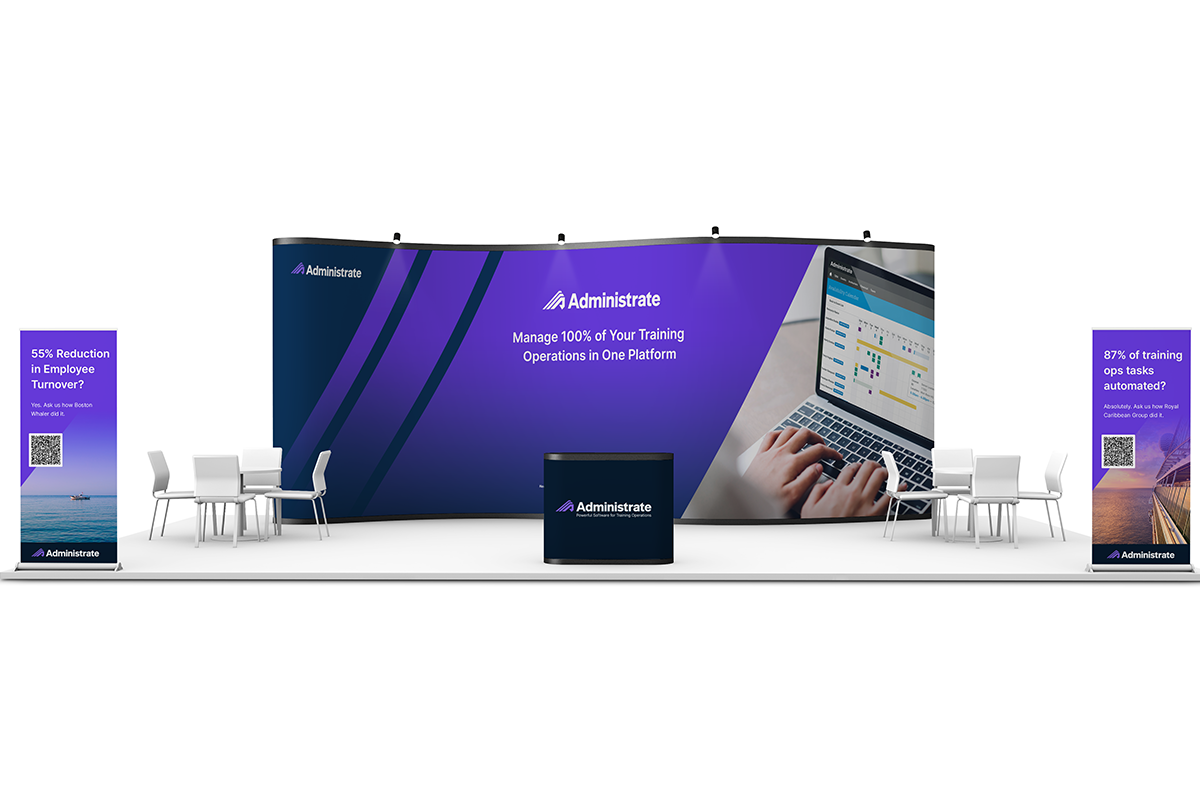 Administrate
Administrate
Manage 100% of Your Training
Operations in One Platform
Administrate
55% Reduction
in Employee
Turnover?
Yes. Ask us how Boston
Whaler did it.
Administrate
Administrate
Powerful Software for Training Operations
87% of training
ops tasks
automated?
Absolutely. Ask us how Royal
Caribbean Group did it.
Administrate